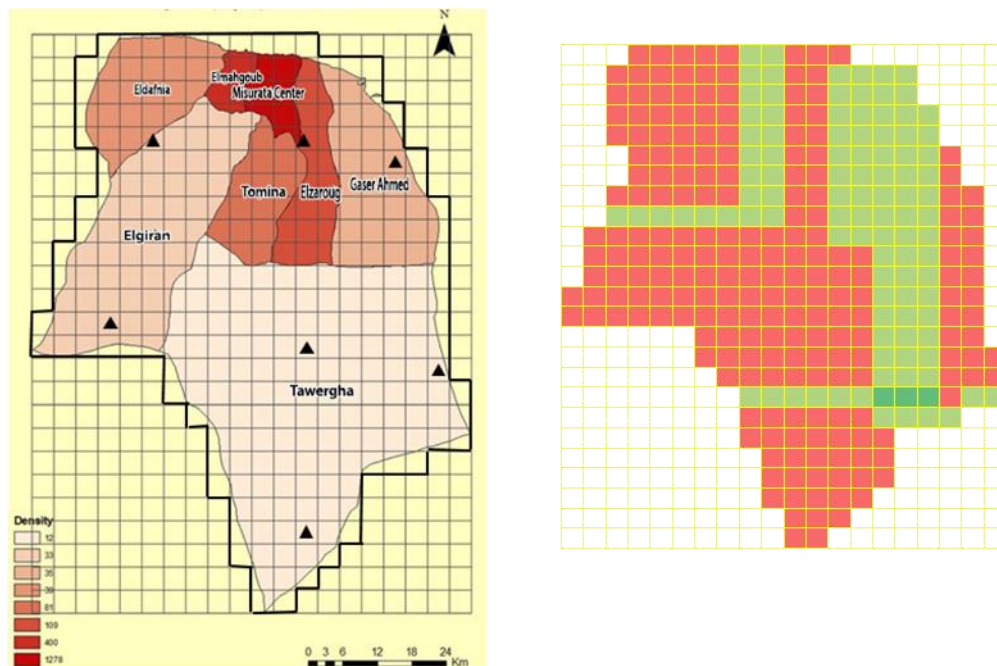 N
Elmahgoub
Eldafnia
Misurata Center
Tomina
Elzaroug
Gaser Ahmed
Elgiran
Tawergha
Density
12
33
35
39
81
109
400
1278
0 3 6 12 18 24
Km